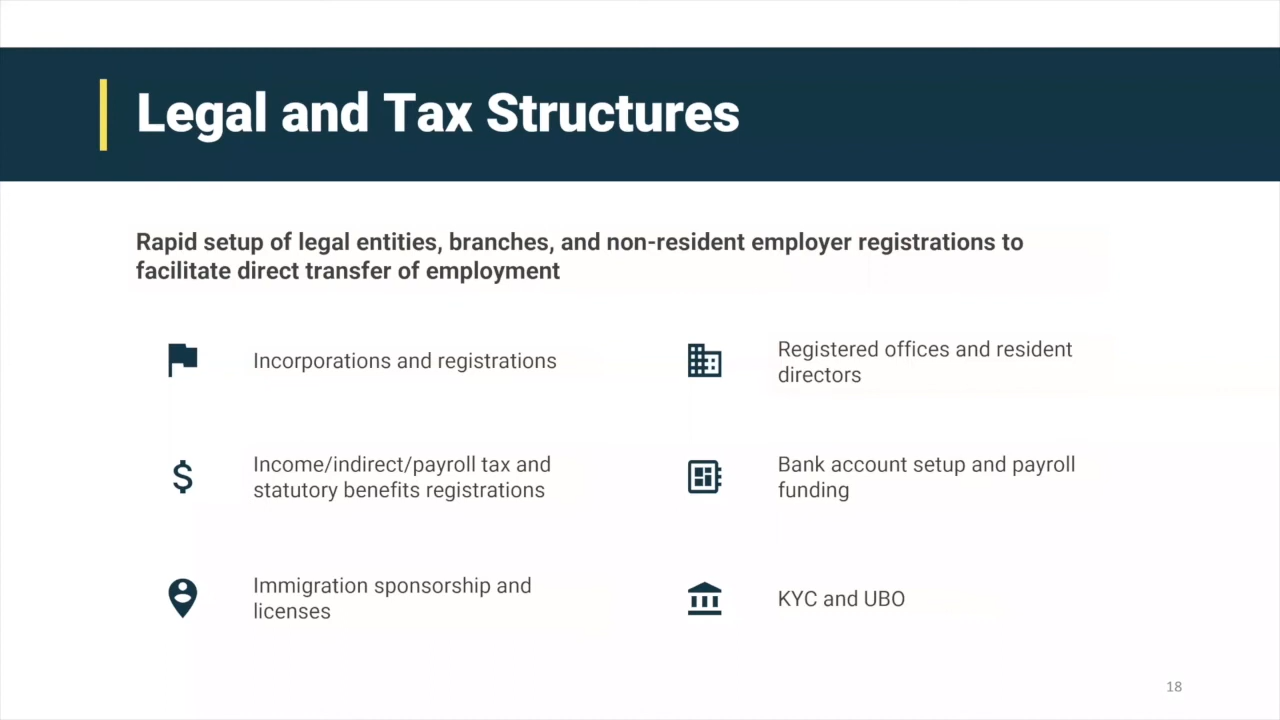 Legal and Tax Structures
Rapid setup of legal entities, branches, and non-resident employer registrations to
facilitate direct transfer of employment
Incorporations and registrations
Registered offices and resident
directors
Income/indirect/payroll tax and
statutory benefits registrations
Bank account setup and payroll
funding
Immigration sponsorship and
licenses
KYC and UBO
18